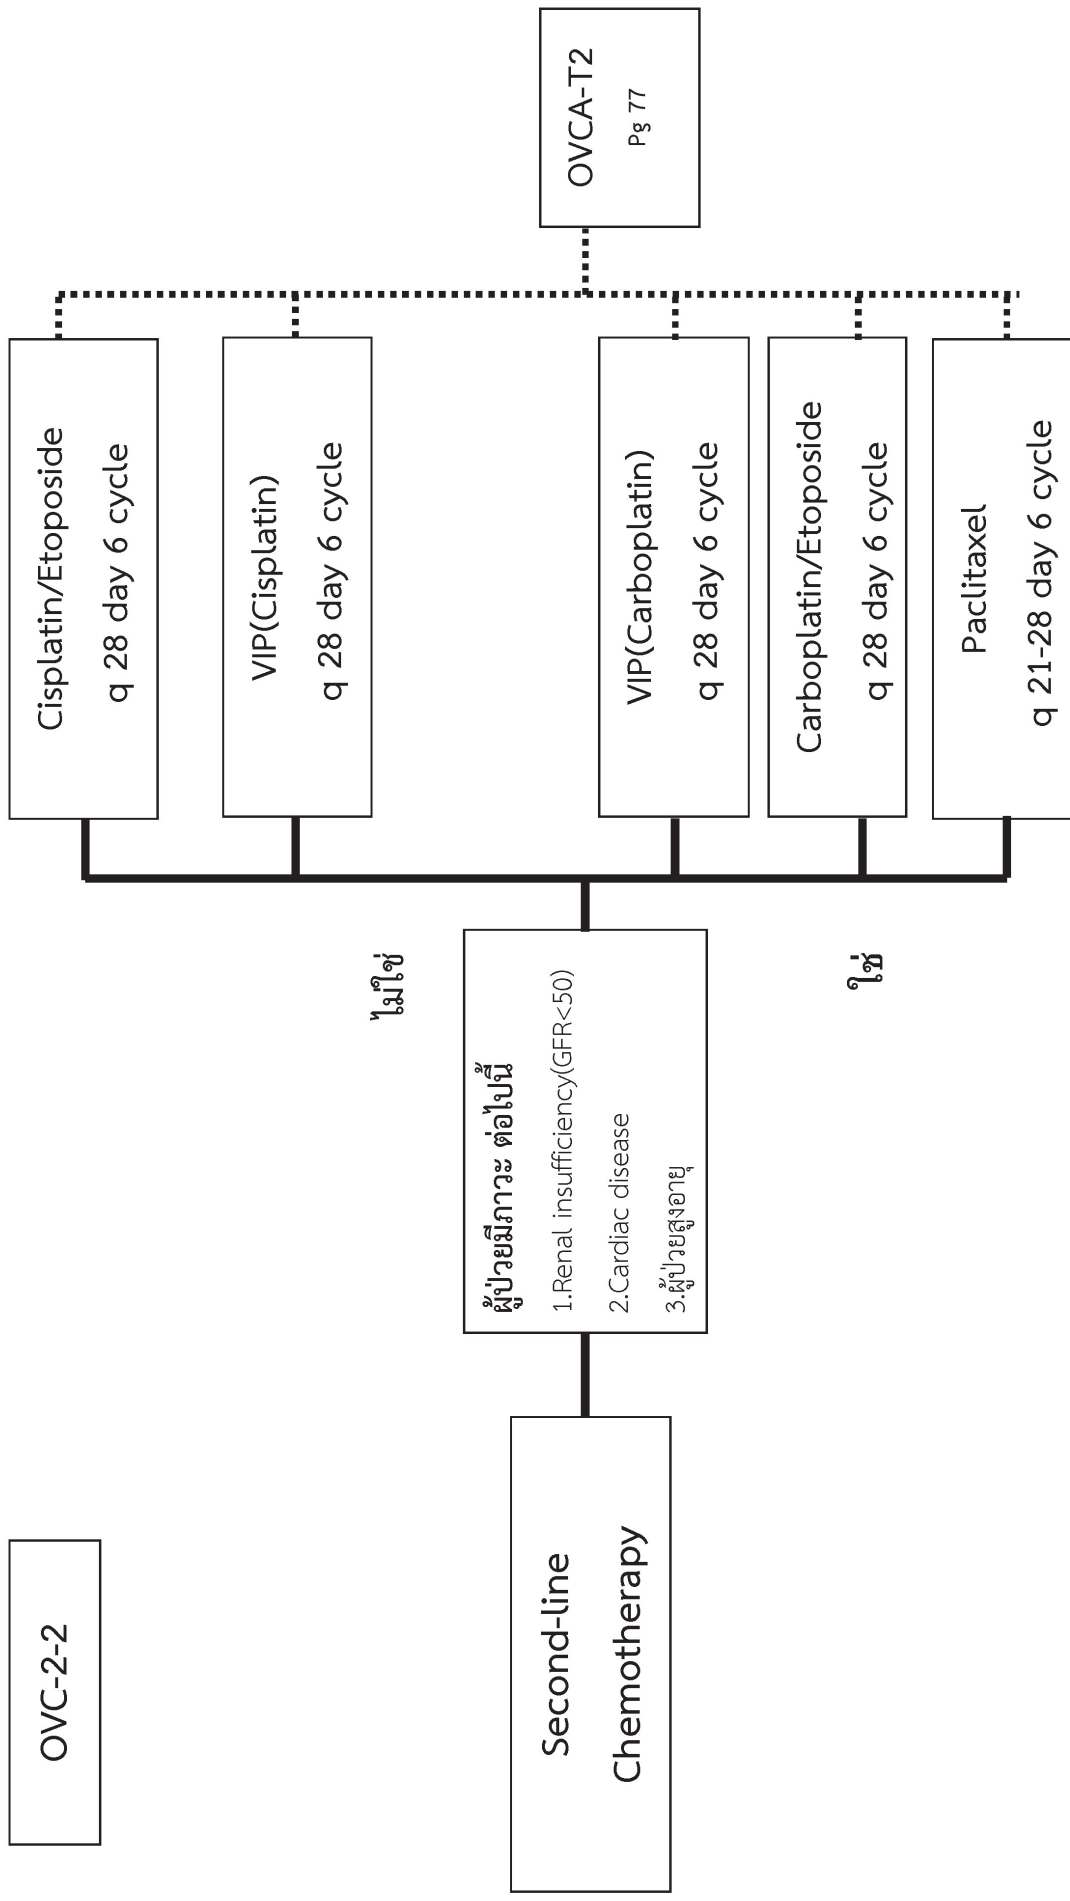 OVC-2-2
Second-line
Chemotherapy
ผู้ป่วยมีภาวะ ต่อไปนี้
1.Renal insufficiency(GFR<50)
2.Cardiac disease
3.ผู้ป่วยสูงอายุ
ไม่ใช่
ใช่
Cisplatin/Etoposide
q 28 day 6 cycle
VIP(Cisplatin)
q 28 day 6 cycle
VIP(Carboplatin)
q 28 day 6 cycle
Carboplatin/Etoposide
q 28 day 6 cycle
Paclitaxel
q 21-28 day 6 cycle
OVCA-T2
Pg 77